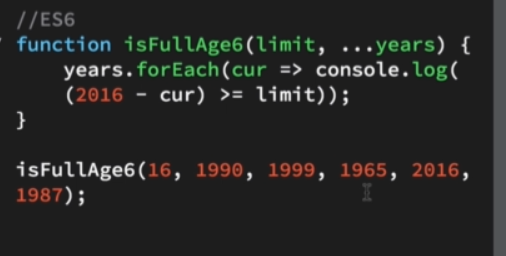 //ES6
function isFullAge6(limit, ...years) {
    years.forEach(cur => console.log(
    (2016 - cur) >= limit));
}

isFullAge6(16, 1990, 1999, 1965, 2016,
1987);